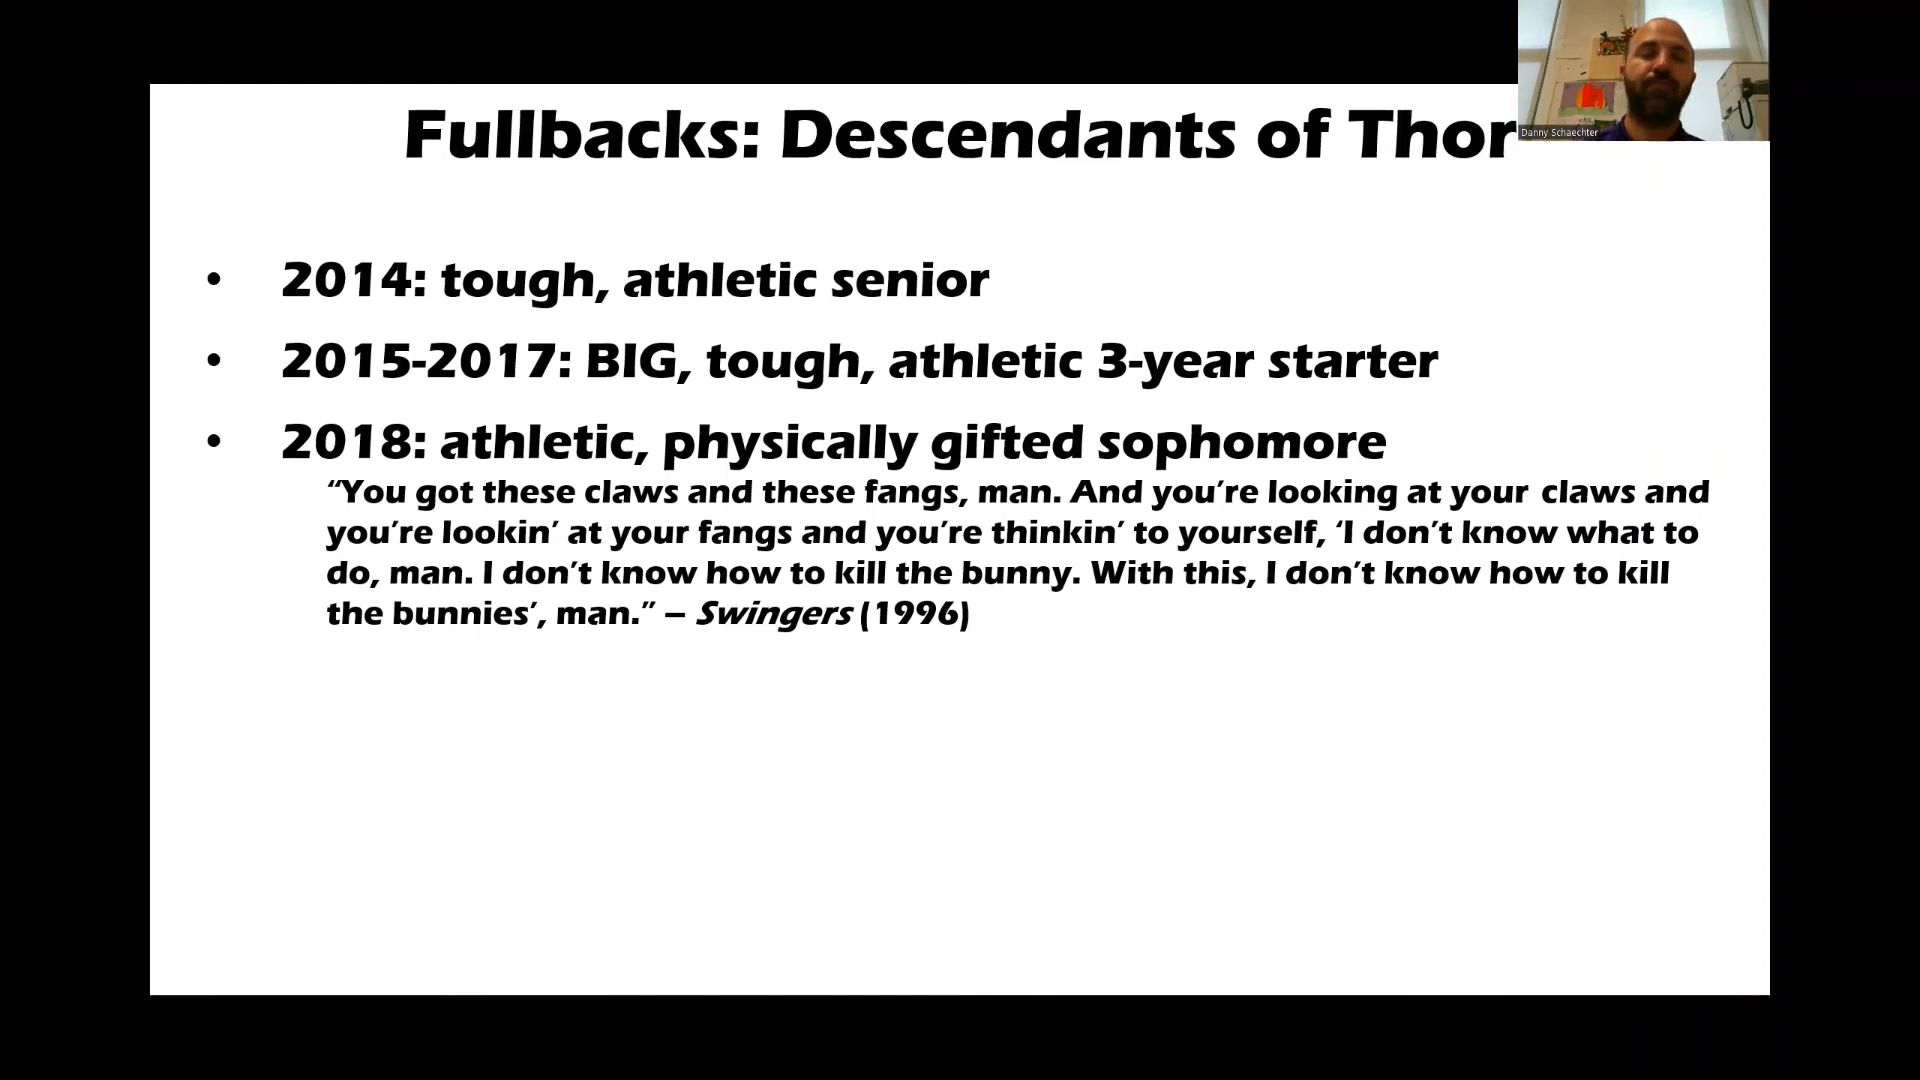 Fullbacks: Descendants of Thor
Danny Schaechter
• 2014: tough, athletic senior
• 2015-2017: BIG, tough, athletic 3-year starter
• 2018: athletic, physically gifted sophomore
“You got these claws and these fangs, man. And you’re looking at your claws and
you’re lookin’ at your fangs and you’re thinkin’ to yourself, ‘I don’t know what to
do, man. I don’t know how to kill the bunny. With this, I don’t know how to kill
the bunnies’, man.” – Swingers (1996)